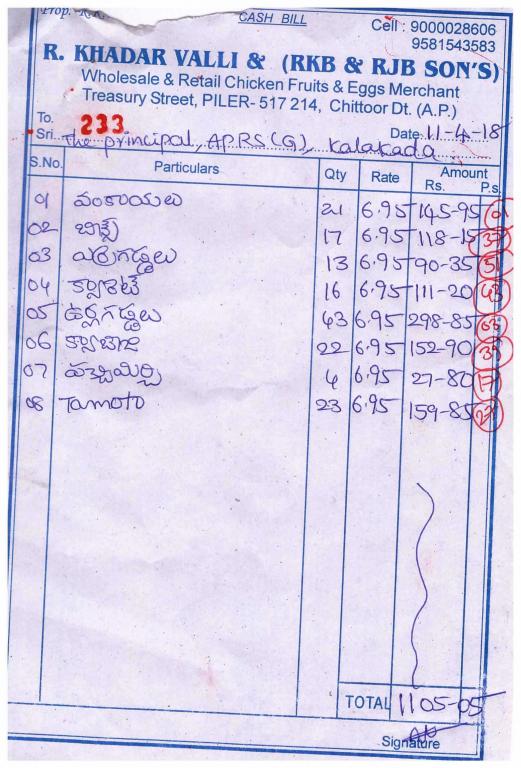 CASH BILL
Cell : 9000028606
9581543583
R. KHADAR VALLI & (RKB & RJB SON'S)
Wholesale & Retail Chicken Fruits & Eggs Merchant
Treasury Street, PILER- 517 214, Chittoor Dt. (A.P.)
To. 233
Sri. The principal, APRS(G), Kalakada Date 11-4-18
S.No. Particulars Qty Rate Amount Rs. Ps.
01 వంకాయలు 21 6.95 145-95
02 బీన్స్ 17 6.95 118-15 35
03 ఎర్రగడ్డలు 13 6.95 90-35
04 క్యారెట్ 16 6.95 111-20 43
05 ఉర్లగడ్డలు 43 6.95 298-85 63
06 క్యాబేజి 22 6.95 152-90 35
07 పచ్చిమిర్చి 4 6.95 27-80 17
08 Tamoto 23 6.95 159-85 27
TOTAL 1105-05
Signature